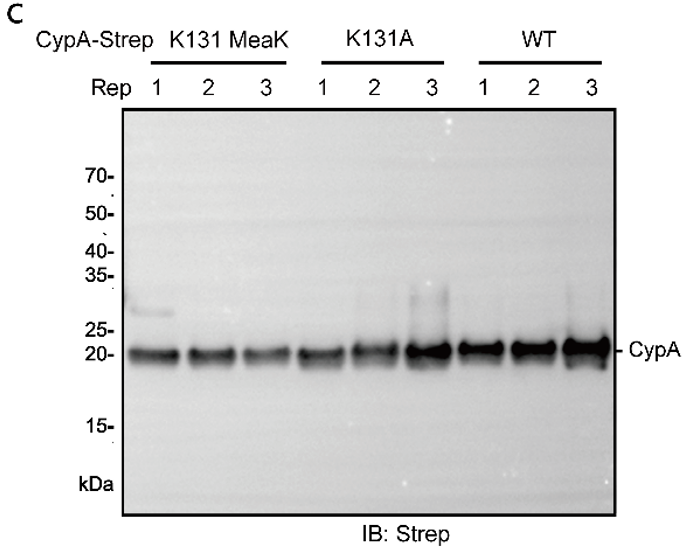 C
CypA-Strep K131 MeaK K131A WT
Rep 1 2 3 1 2 3 1 2 3
70-
50-
40-
35-
25-
20- - CypA
15-
kDa
IB: Strep